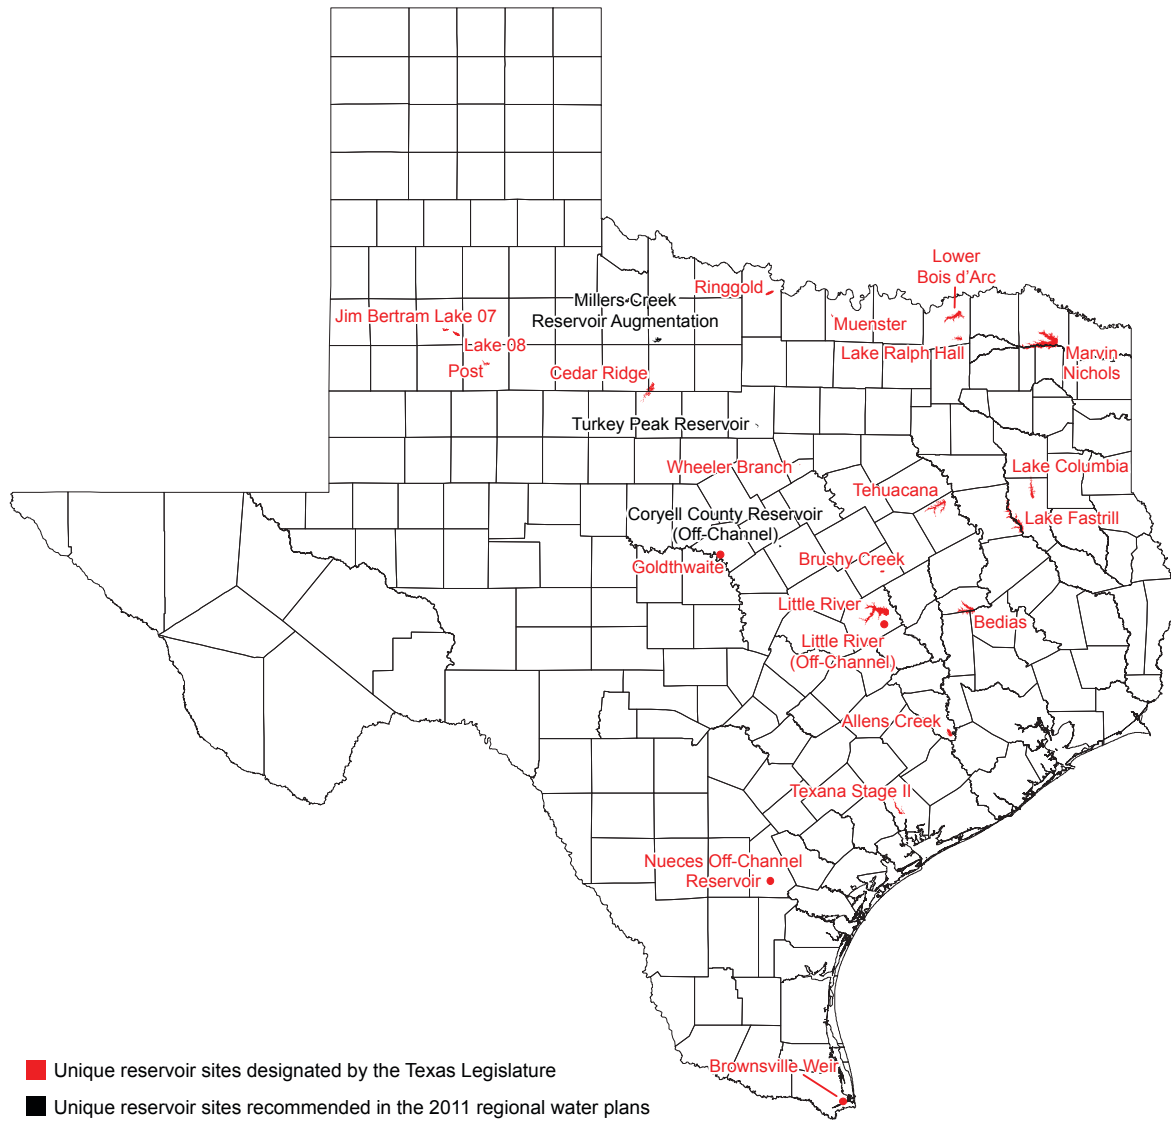 Lower
Bois d'Arc
Ringgold
Millers Creek
Reservoir Augmentation
Jim Bertram Lake 07
Muenster
Lake 08
Lake Ralph Hall
Marvin
Nichols
Post
Cedar Ridge
Turkey Peak Reservoir
Wheeler Branch
Lake Columbia
Tehuacana
Coryell County Reservoir
(Off-Channel)
Lake Fastrill
Goldthwaite
Brushy Creek
Little River
Bedias
Little River
(Off-Channel)
Allens Creek
Texana Stage II
Nueces Off-Channel
Reservoir
Brownsville Weir
Unique reservoir sites designated by the Texas Legislature
Unique reservoir sites recommended in the 2011 regional water plans